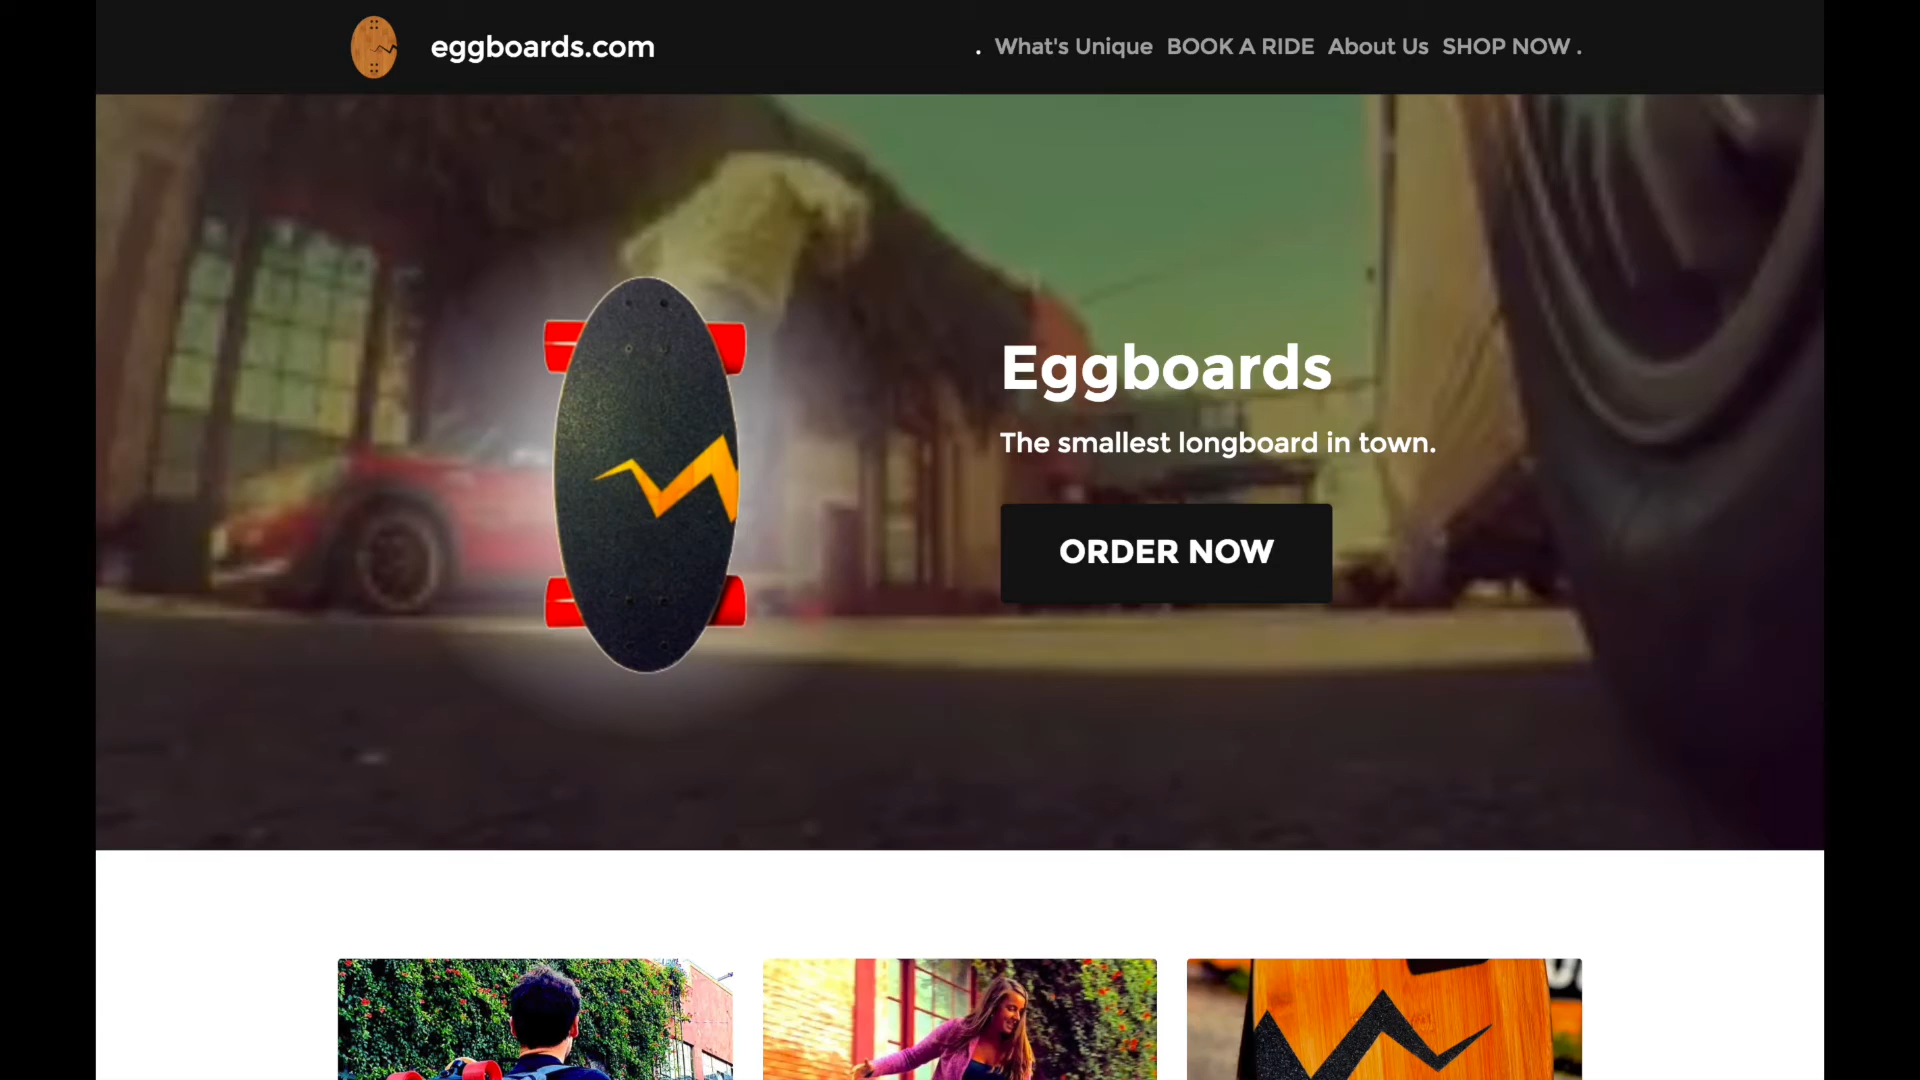 eggboards.com
. What's Unique BOOK A RIDE About Us SHOP NOW .
Eggboards
The smallest longboard in town.
ORDER NOW